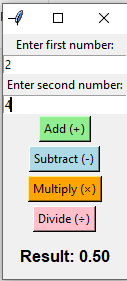 Enter first number:
2
Enter second number:
4
Add (+)
Subtract (-)
Multiply (×)
Divide (÷)
Result: 0.50